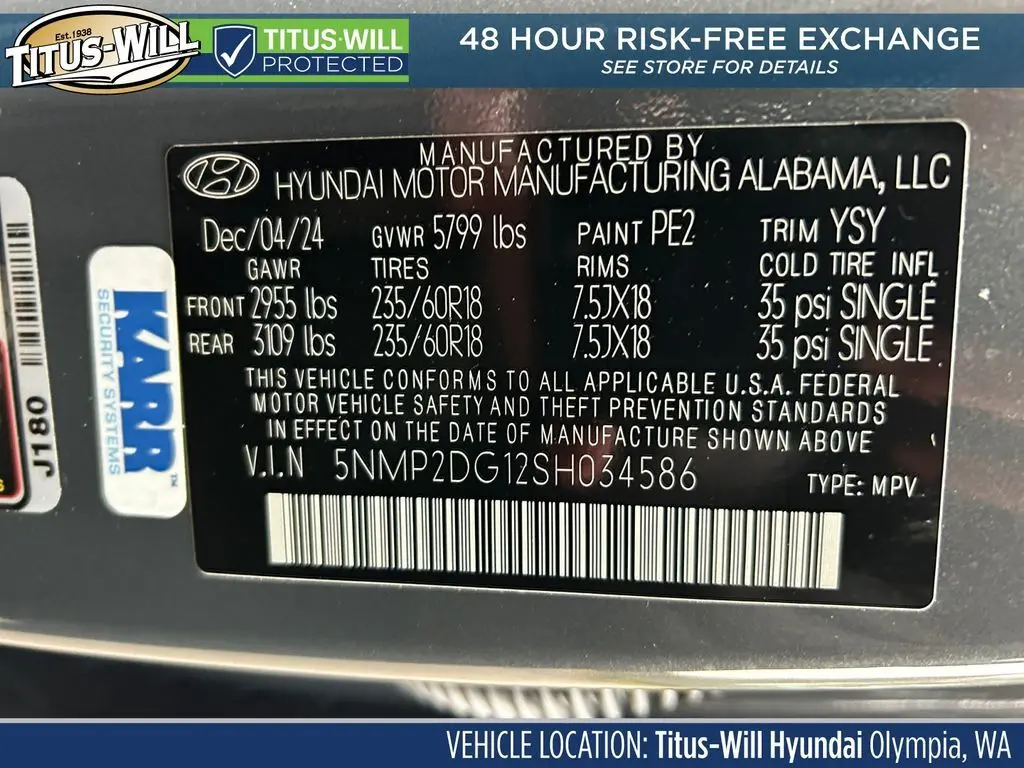 Est. 1938
TITUS-WILL
TITUS-WILL
PROTECTED
48 HOUR RISK-FREE EXCHANGE
SEE STORE FOR DETAILS
MANUFACTURED BY
HYUNDAI MOTOR MANUFACTURING ALABAMA, LLC
Dec/04/24 GVWR 5799 lbs PAINT PE2 TRIM YSY
GAWR TIRES RIMS COLD TIRE INFL
FRONT 2955 lbs 235/60R18 7.5JX18 35 psi SINGLE
REAR 3109 lbs 235/60R18 7.5JX18 35 psi SINGLE
THIS VEHICLE CONFORMS TO ALL APPLICABLE U.S.A. FEDERAL
MOTOR VEHICLE SAFETY AND THEFT PREVENTION STANDARDS
IN EFFECT ON THE DATE OF MANUFACTURE SHOWN ABOVE
V.I.N 5NMP2DG12SH034586 TYPE: MPV
J180
KARR™
SECURITY SYSTEMS
VEHICLE LOCATION: Titus-Will Hyundai Olympia, WA